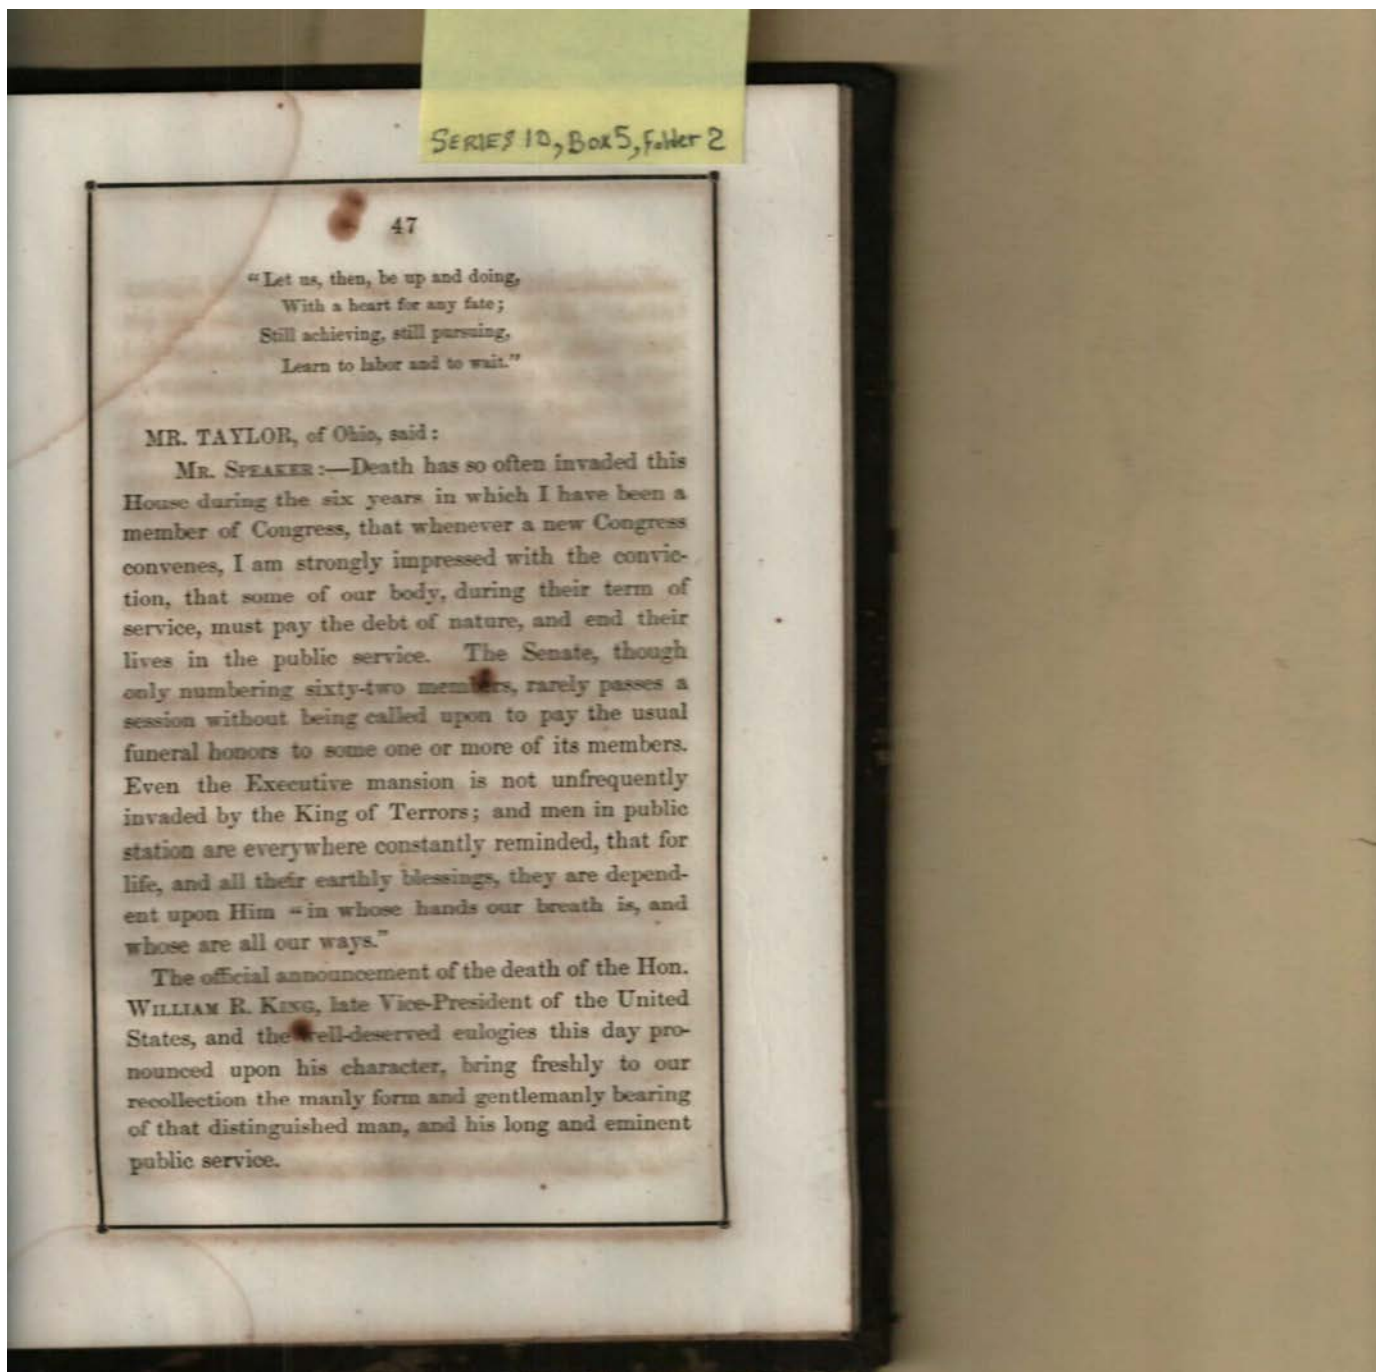 SERIES 10, Box 5, Folder 2
47
"Let us, then, be up and doing,
With a heart for any fate;
Still achieving, still pursuing,
Learn to labor and to wait."
MR. TAYLOR, of Ohio, said:
MR. SPEAKER:—Death has so often invaded this
House during the six years in which I have been a
member of Congress, that whenever a new Congress
convenes, I am strongly impressed with the convic-
tion, that some of our body, during their term of
service, must pay the debt of nature, and end their
lives in the public service. The Senate, though
only numbering sixty-two members, rarely passes a
session without being called upon to pay the usual
funeral honors to some one or more of its members.
Even the Executive mansion is not unfrequently
invaded by the King of Terrors; and men in public
station are everywhere constantly reminded, that for
life, and all their earthly blessings, they are depend-
ent upon Him "in whose hands our breath is, and
whose are all our ways."
The official announcement of the death of the Hon.
WILLIAM R. KING, late Vice-President of the United
States, and the well-deserved eulogies this day pro-
nounced upon his character, bring freshly to our
recollection the manly form and gentlemanly bearing
of that distinguished man, and his long and eminent
public service.